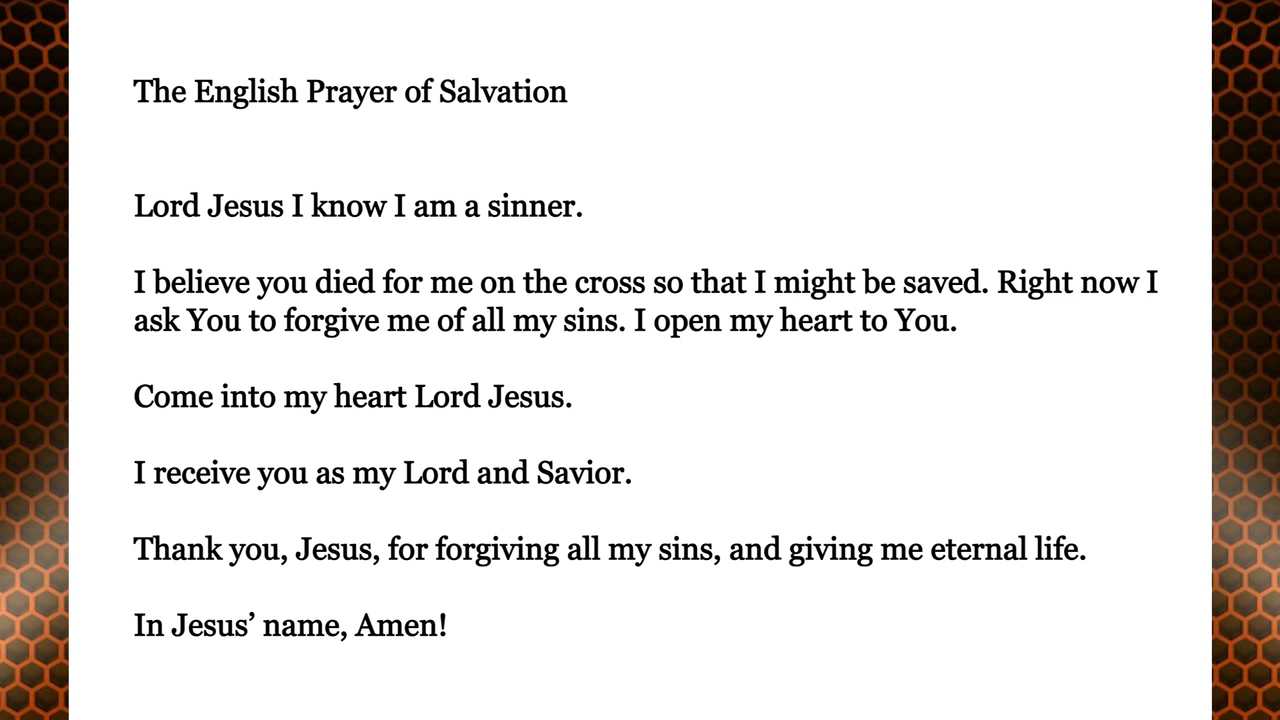 The English Prayer of Salvation
Lord Jesus I know I am a sinner.
I believe you died for me on the cross so that I might be saved. Right now I
ask You to forgive me of all my sins. I open my heart to You.
Come into my heart Lord Jesus.
I receive you as my Lord and Savior.
Thank you, Jesus, for forgiving all my sins, and giving me eternal life.
In Jesus’ name, Amen!